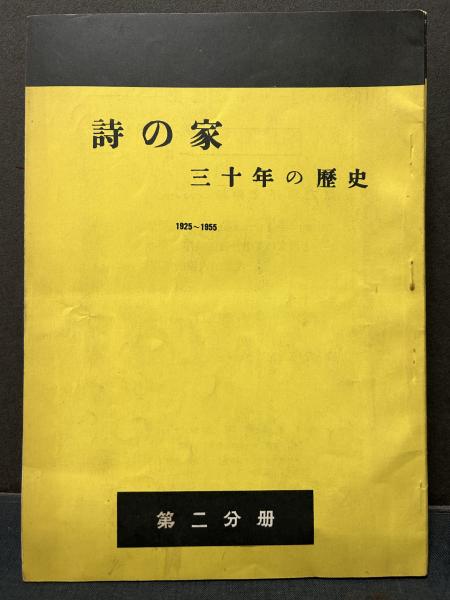 詩の家
三十年の歴史
1925~1955
第二分冊